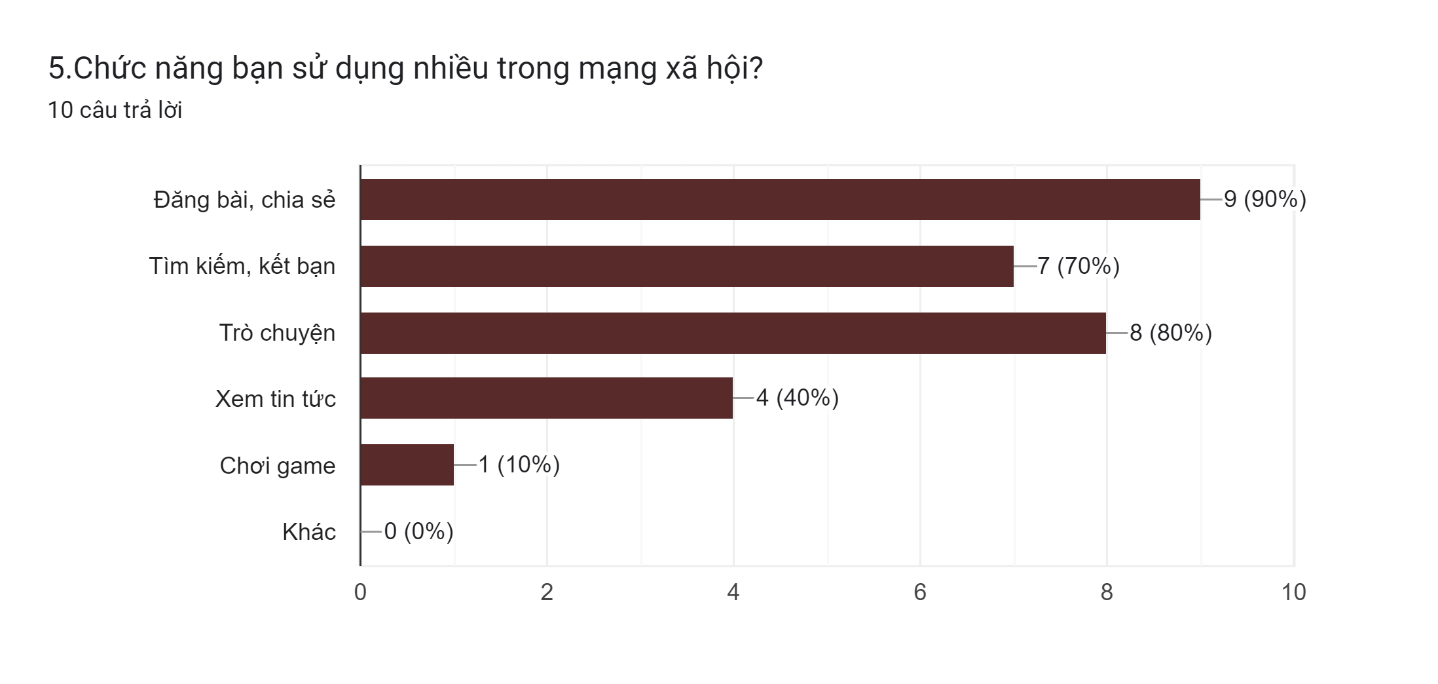 5.Chức năng bạn sử dụng nhiều trong mạng xã hội?
10 câu trả lời
Đăng bài, chia sẻ 9 (90%)
Tìm kiếm, kết bạn 7 (70%)
Trò chuyện 8 (80%)
Xem tin tức 4 (40%)
Chơi game 1 (10%)
Khác 0 (0%)
0 2 4 6 8 10